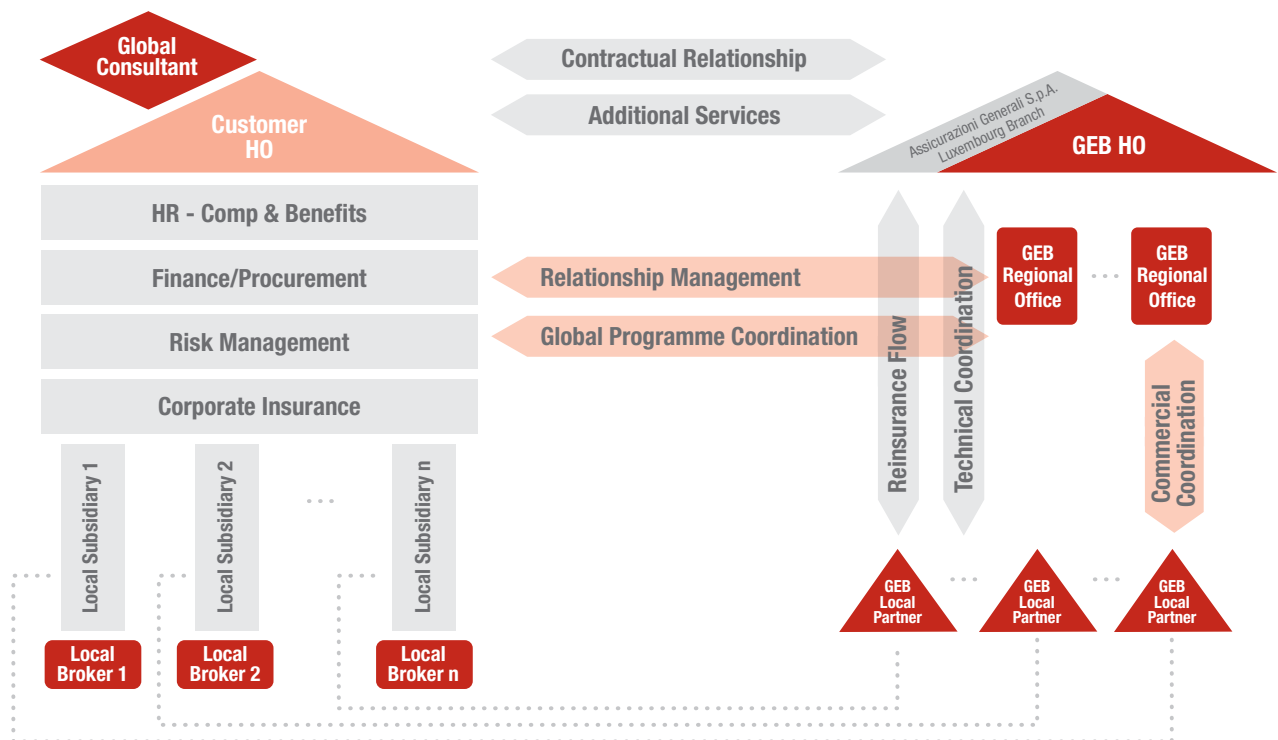 Global
Consultant
Customer
HO
HR - Comp & Benefits
Finance/Procurement
Risk Management
Corporate Insurance
Local Subsidiary 1
Local Subsidiary 2
...
Local Subsidiary n
Local
Broker 1
Local
Broker 2
Local
Broker n
Contractual Relationship
Additional Services
Relationship Management
Global Programme Coordination
Assicurazioni Generali S.p.A.
Luxembourg Branch
GEB HO
Reinsurance Flow
Technical Coordination
GEB
Regional
Office
....
GEB
Regional
Office
Commercial
Coordination
GEB
Local
Partner
....
GEB
Local
Partner
....
GEB
Local
Partner